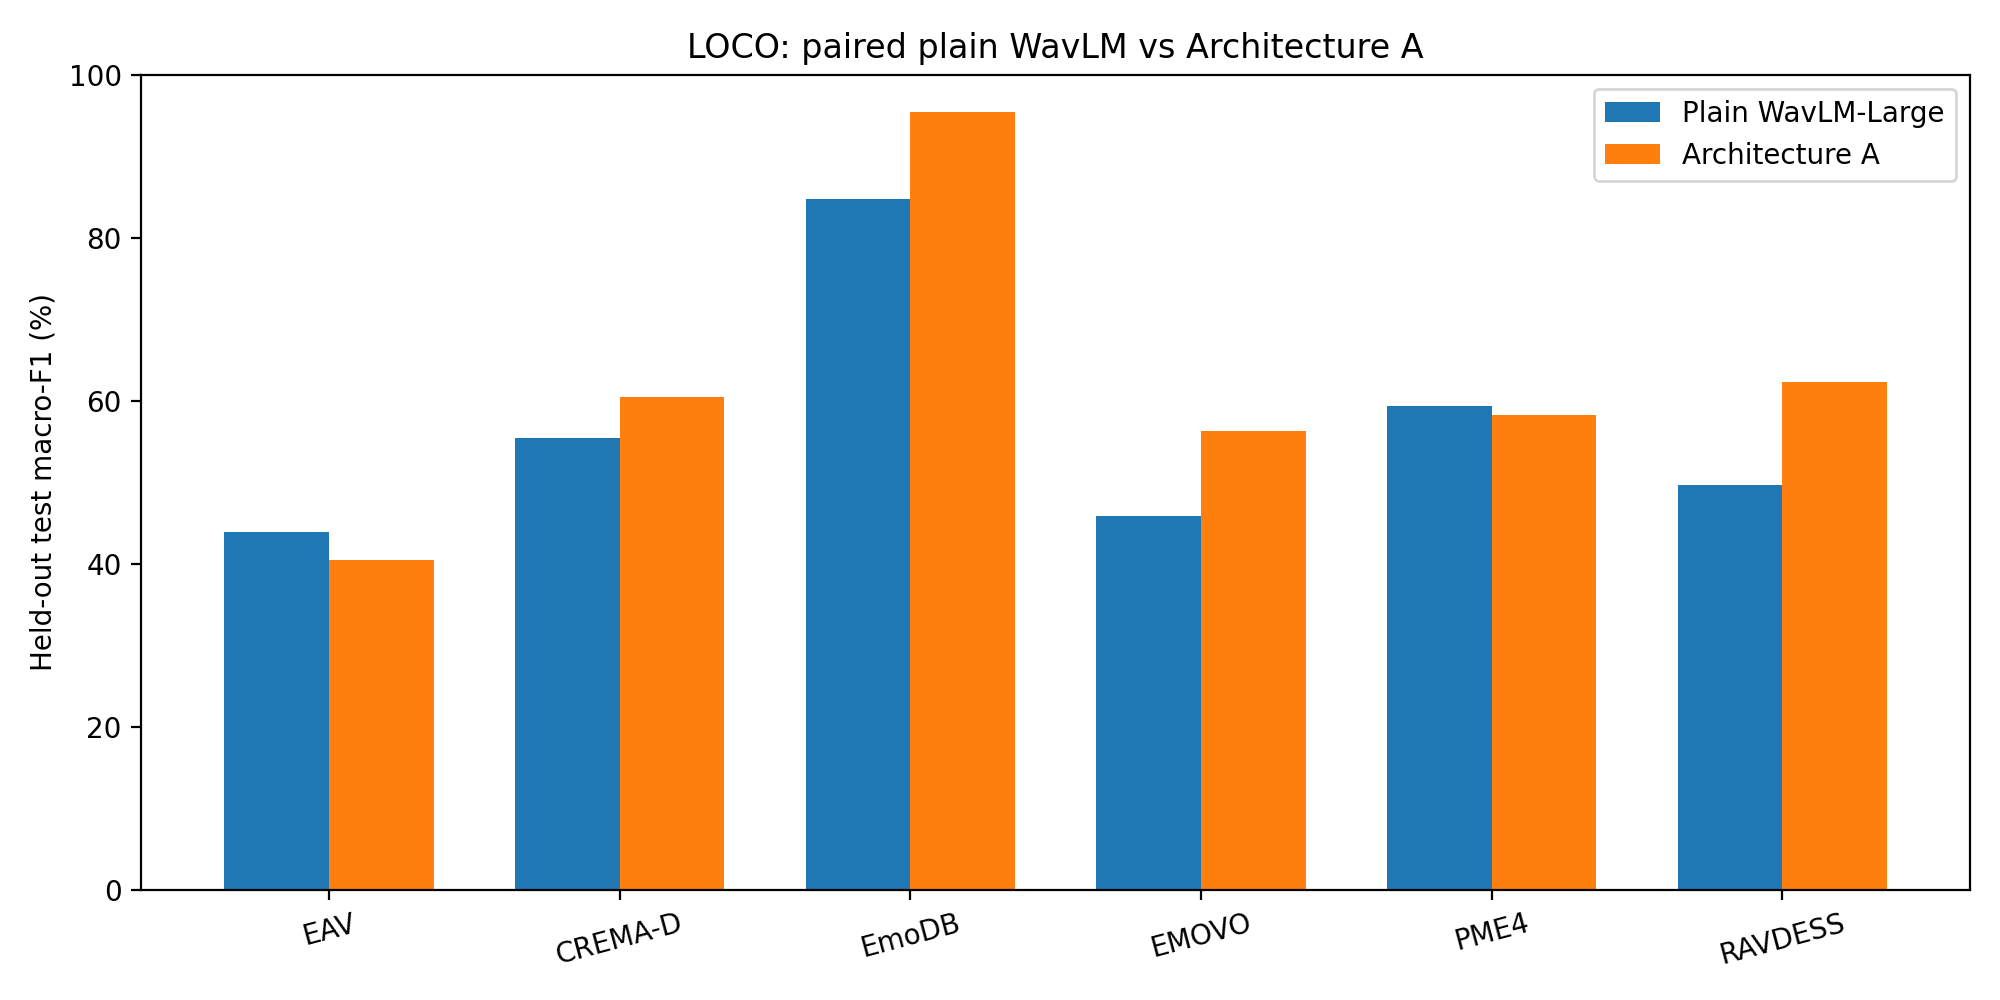 LOCO: paired plain WavLM vs Architecture A
Plain WavLM-Large
Architecture A
Held-out test macro-F1 (%)
100
80
60
40
20
0
EAV
CREMA-D
EmoDB
EMOVO
PME4
RAVDESS